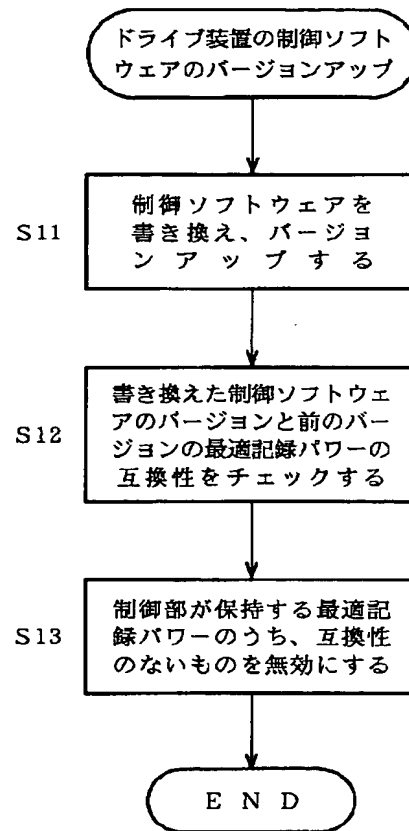 ドライブ装置の制御ソフト
ウェアのバージョンアップ
S11
制御ソフトウェアを
書き換え、バージョ
ンアップする
S12
書き換えた制御ソフトウェ
アのバージョンと前のバー
ジョンの最適記録パワーの
互換性をチェックする
S13
制御部が保持する最適記
録パワーのうち、互換性
のないものを無効にする
END